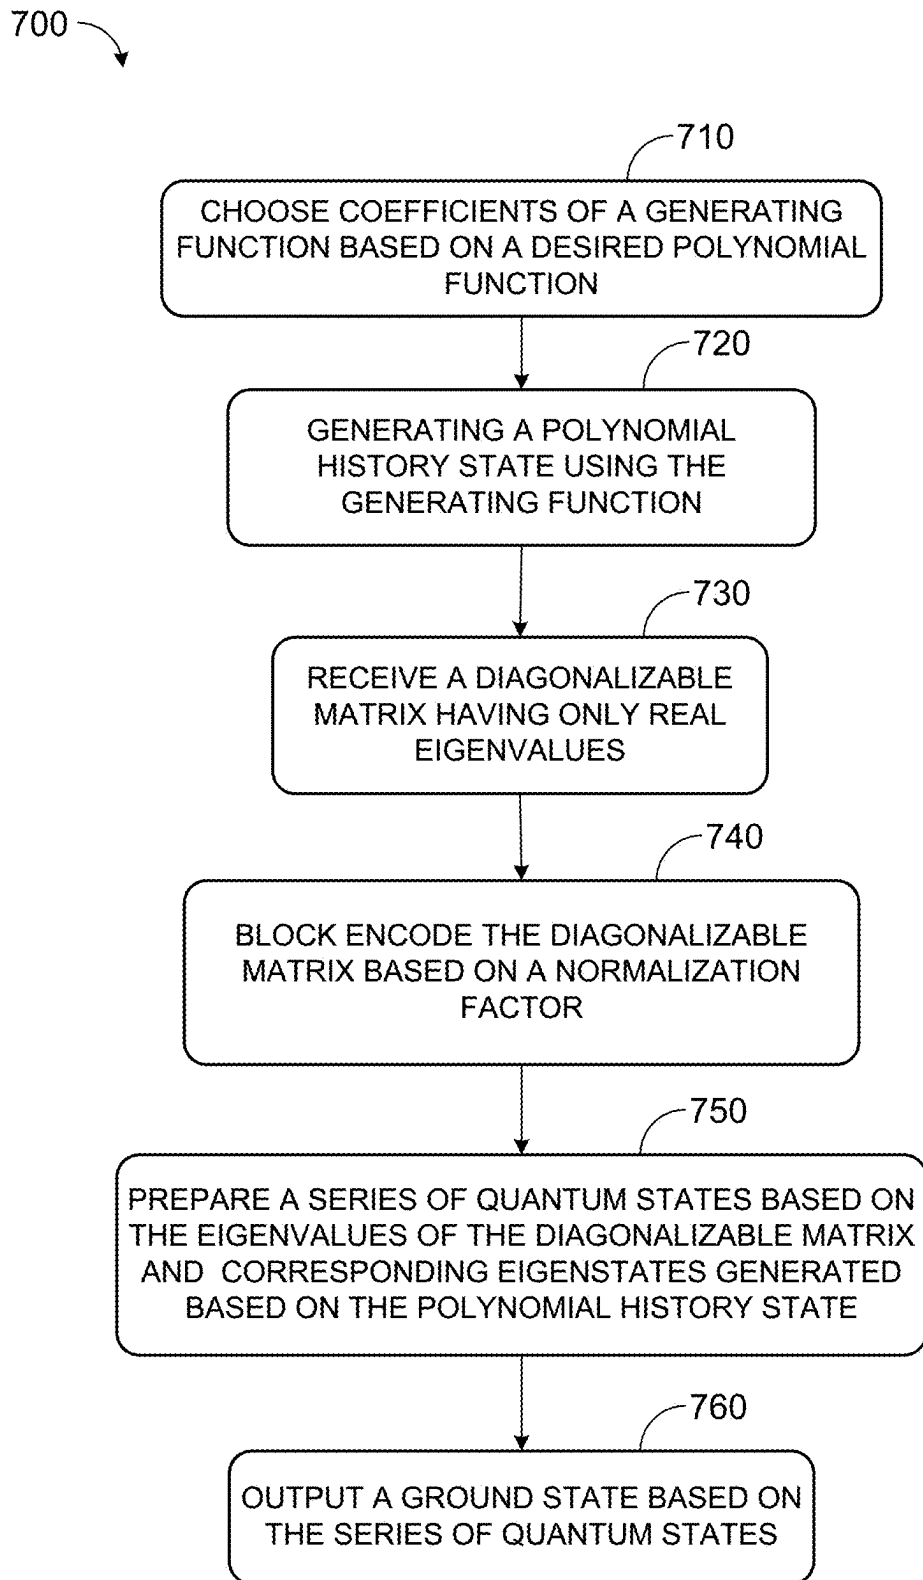 700
710
CHOOSE COEFFICIENTS OF A GENERATING
FUNCTION BASED ON A DESIRED POLYNOMIAL
FUNCTION
720
GENERATING A POLYNOMIAL
HISTORY STATE USING THE
GENERATING FUNCTION
730
RECEIVE A DIAGONALIZABLE
MATRIX HAVING ONLY REAL
EIGENVALUES
740
BLOCK ENCODE THE DIAGONALIZABLE
MATRIX BASED ON A NORMALIZATION
FACTOR
750
PREPARE A SERIES OF QUANTUM STATES BASED ON
THE EIGENVALUES OF THE DIAGONALIZABLE MATRIX
AND CORRESPONDING EIGENSTATES GENERATED
BASED ON THE POLYNOMIAL HISTORY STATE
760
OUTPUT A GROUND STATE BASED ON
THE SERIES OF QUANTUM STATES